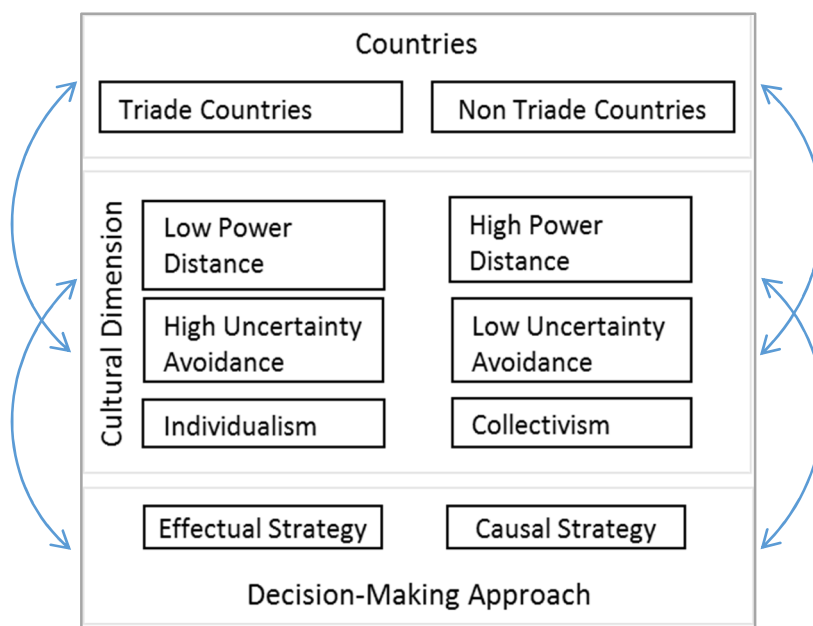 Countries
Triade Countries
Non Triade Countries
Cultural Dimension
Low Power
Distance
High Power
Distance
High Uncertainty
Avoidance
Low Uncertainty
Avoidance
Individualism
Collectivism
Effectual Strategy
Causal Strategy
Decision-Making Approach